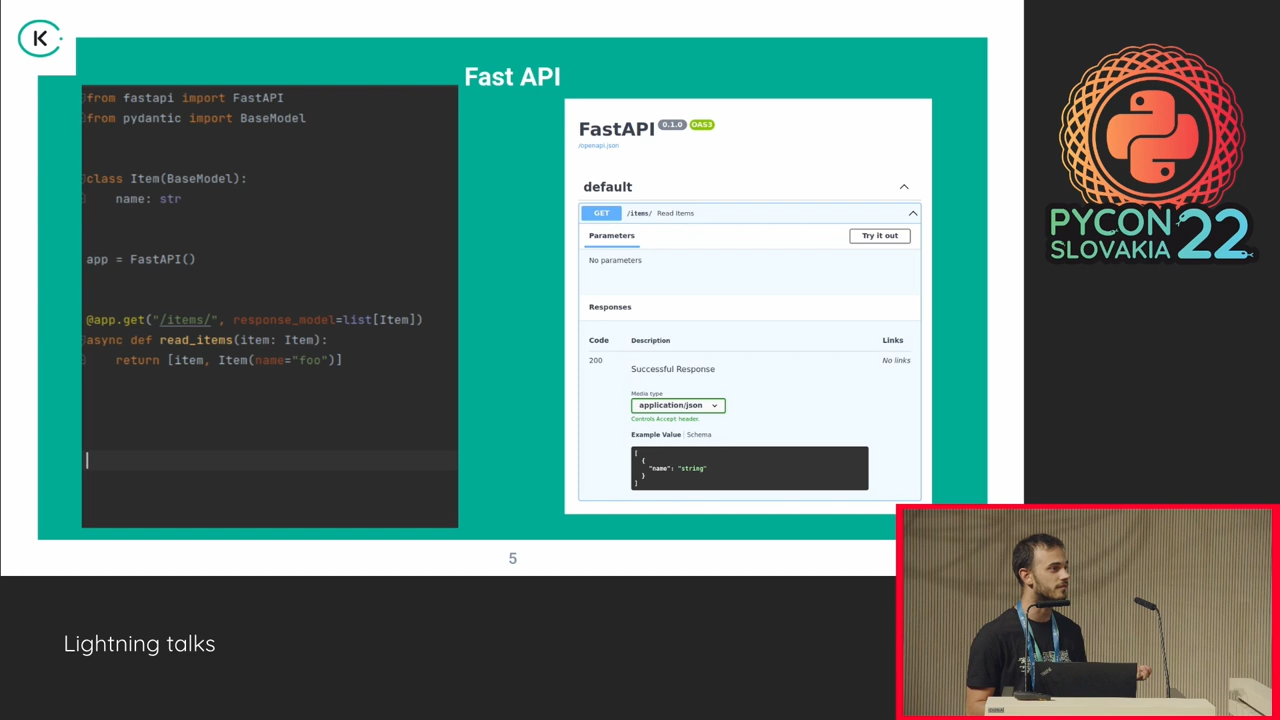 K
Fast API
from fastapi import FastAPI
from pydantic import BaseModel
class Item(BaseModel):
    name: str
app = FastAPI()
@app.get("/items/", response_model=list[Item])
async def read_items(item: Item):
    return [item, Item(name="foo")]
FastAPI 0.1.0 OAS3
/openapi.json
default
GET /items/ Read Items
Parameters Try it out
No parameters
Responses
Code Description Links
200 No links
Successful Response
Media type
application/json
Controls Accept header.
Example Value | Schema
[
  {
    "name": "string"
  }
]
5
PYCON
SLOVAKIA 22
Lightning talks